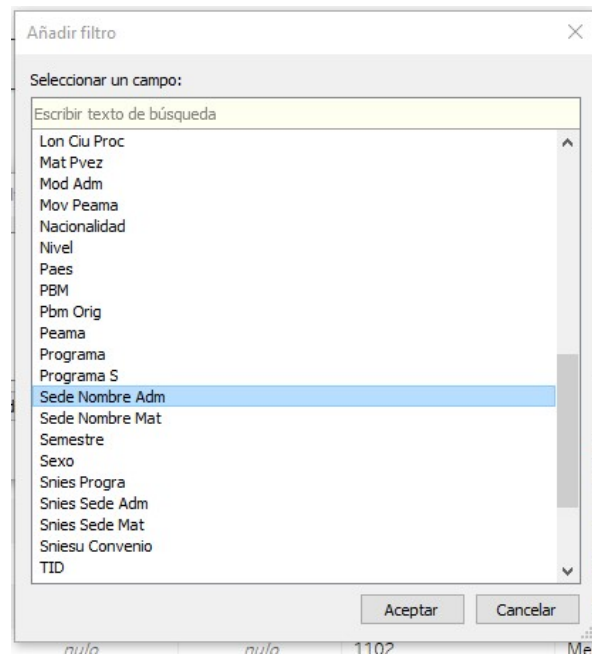 Añadir filtro
Seleccionar un campo:
Escribir texto de búsqueda
Lon Ciu Proc
Mat Pvez
Mod Adm
Mov Peama
Nacionalidad
Nivel
Paes
PBM
Pbm Orig
Peama
Programa
Programa S
Sede Nombre Adm
Sede Nombre Mat
Semestre
Sexo
Snies Progra
Snies Sede Adm
Snies Sede Mat
Sniesu Convenio
TID
Aceptar Cancelar
nulo nulo 1102 Me